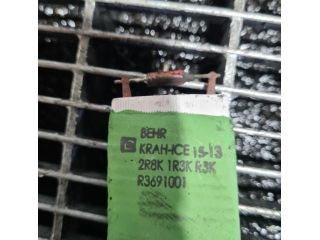 BEHR
KRAH-ICE 15-13
2R8K 1R3K R3K
R3691001